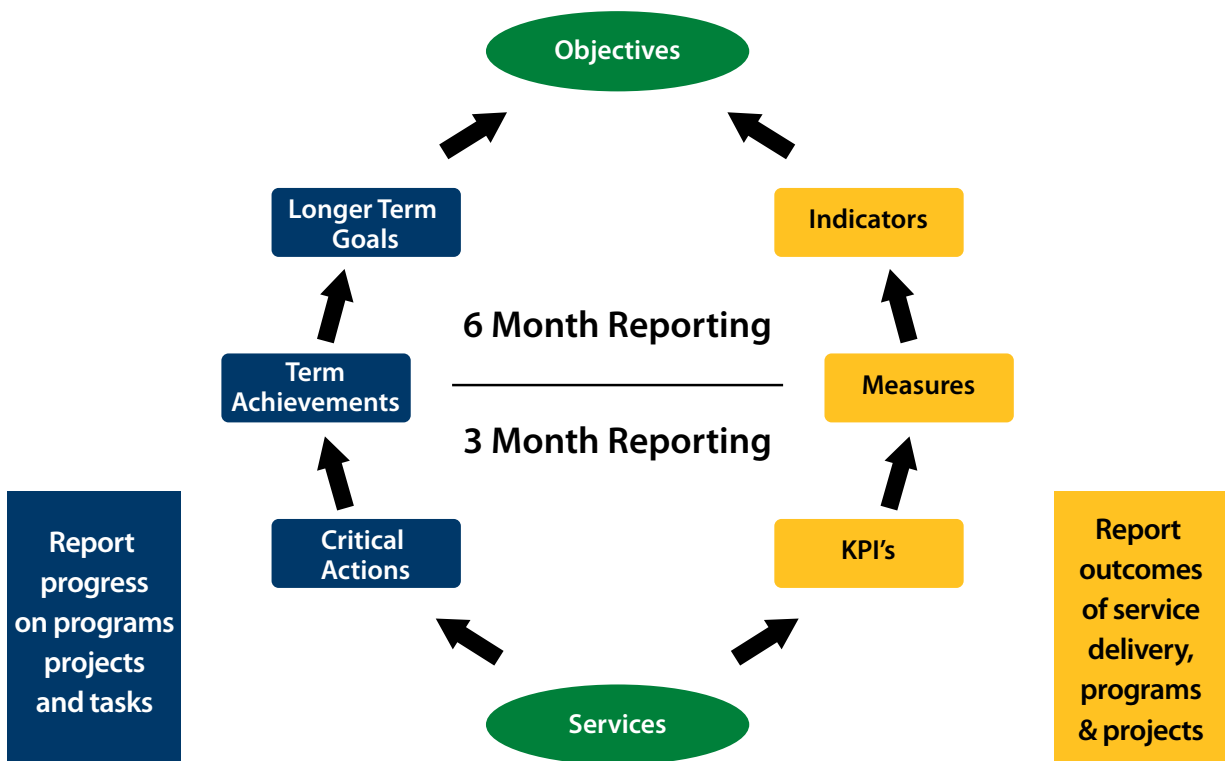 Objectives
Longer Term
Goals
Indicators
6 Month Reporting
Term
Achievements
Measures
3 Month Reporting
Critical
Actions
KPI's
Report
progress
on programs
projects
and tasks
Report
outcomes
of service
delivery,
programs
& projects
Services